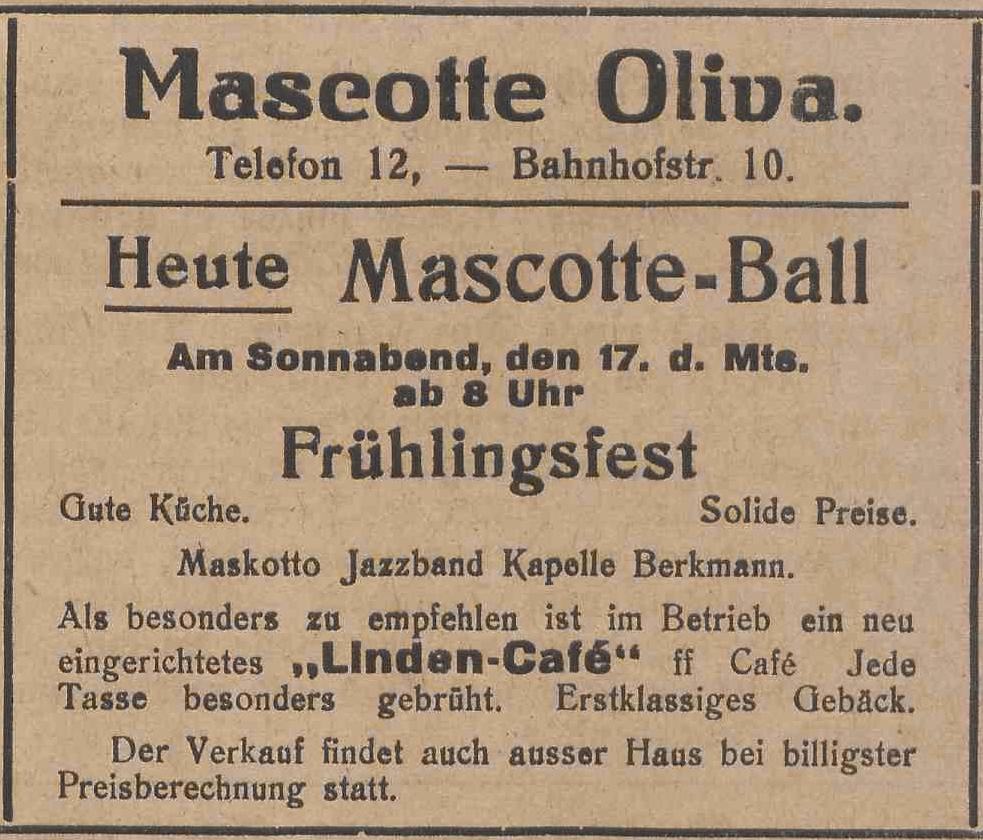 Mascotte Oliva.
Telefon 12, — Bahnhofstr. 10.
Heute Mascotte-Ball
Am Sonnabend, den 17. d. Mts.
ab 8 Uhr
Frühlingsfest
Gute Küche. Solide Preise.
Maskotto Jazzband Kapelle Berkmann.
Als besonders zu empfehlen ist im Betrieb ein neu
eingerichtetes „Linden-Café“ ff Café Jede
Tasse besonders gebrüht. Erstklassiges Gebäck.
Der Verkauf findet auch ausser Haus bei billigster
Preisberechnung statt.